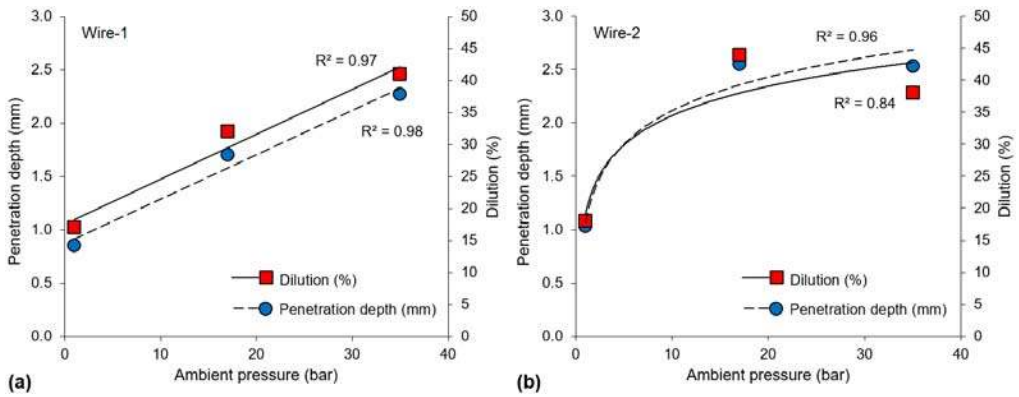 Wire-1
3.0
2.5
2.0
1.5
1.0
0.5
0.0
Penetration depth (mm)
50
45
40
35
30
25
20
15
10
5
0
Dilution (%)
R² = 0.97
R² = 0.98
Dilution (%)
Penetration depth (mm)
0 10 20 30 40
Ambient pressure (bar)
(a)
Wire-2
3.0
2.5
2.0
1.5
1.0
0.5
0.0
Penetration depth (mm)
50
45
40
35
30
25
20
15
10
5
0
Dilution (%)
R² = 0.96
R² = 0.84
Dilution (%)
Penetration depth (mm)
0 10 20 30 40
Ambient pressure (bar)
(b)